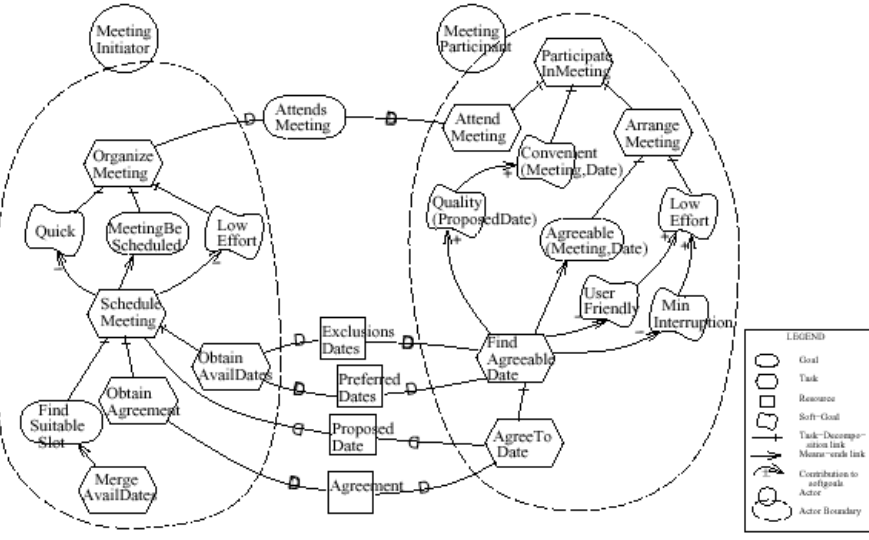 Meeting
Initiator
Meeting
Participant
Participate
InMeeting
Attends
Meeting
Attend
Meeting
Arrange
Meeting
Organize
Meeting
Convenient
(Meeting,Date)
Quick
MeetingBe
Scheduled
Low
Effort
Quality
(ProposedDate)
Agreeable
(Meeting,Date)
Low
Effort
User
Friendly
Min
Interruption
Schedule
Meeting
Exclusions
Dates
Find
Agreeable
Date
Obtain
AvailDates
Preferred
Dates
Obtain
Agreement
Find
Suitable
Slot
Proposed
Date
AgreeTo
Date
Merge
AvailDates
Agreement
D
D
D
D
D
D
D
D
+
+
+
+
−
−
−
−
LEGEND
Goal
Task
Resource
Soft-Goal
Task-Decompo-
sition link
Means-ends link
Contribution to
softgoals
Actor
Actor Boundary